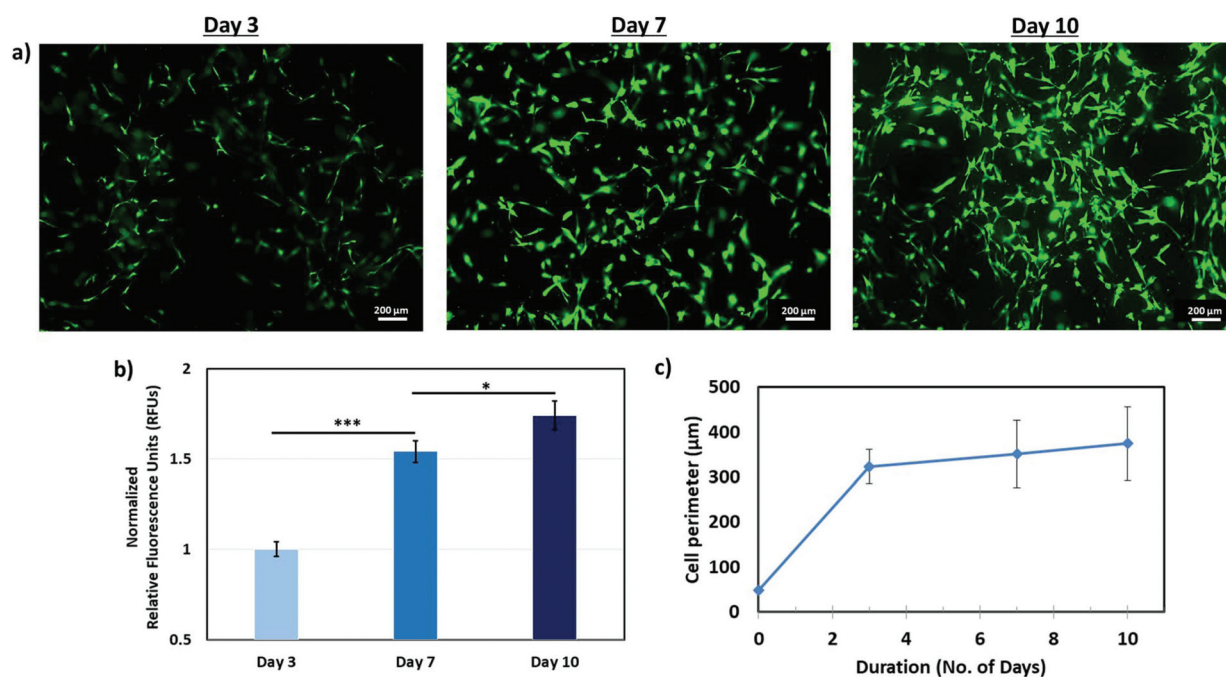 Day 3
Day 7
Day 10
a)
200 µm
200 µm
200 µm
b)
Normalized
Relative Fluorescence Units (RFUs)
2
1.5
1
0.5
***
*
Day 3
Day 7
Day 10
c)
Cell perimeter (µm)
500
400
300
200
100
0
0
2
4
6
8
10
Duration (No. of Days)